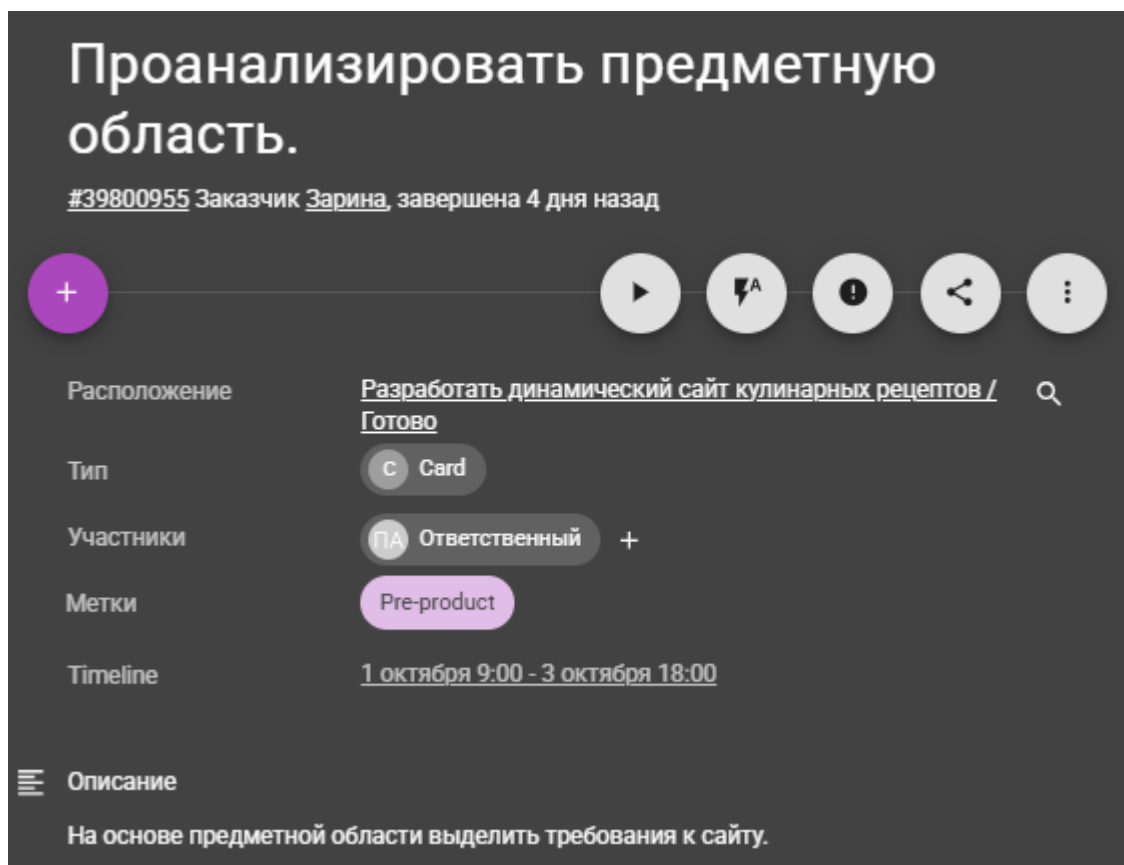 Проанализировать предметную
область.
#39800955 Заказчик Зарина, завершена 4 дня назад
Расположение
Разработать динамический сайт кулинарных рецептов /
Готово
Тип
C Card
Участники
ПА Ответственный +
Метки
Pre-product
Timeline
1 октября 9:00 - 3 октября 18:00
Описание
На основе предметной области выделить требования к сайту.